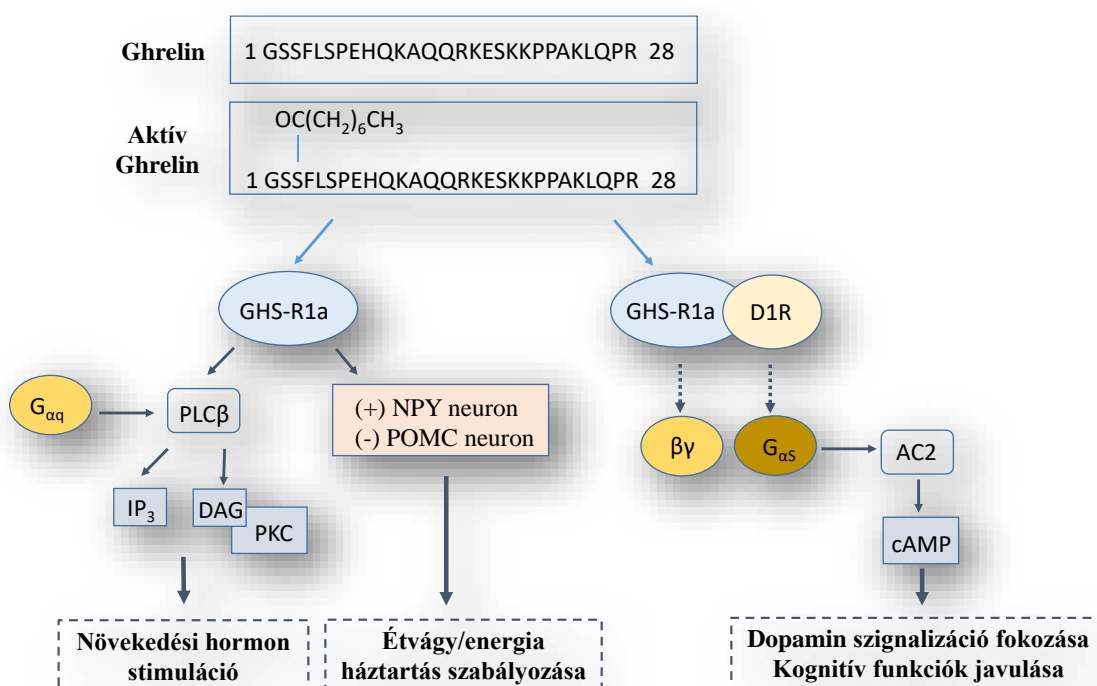 Ghrelin
1 GSSFLSPEHQKAQQRKESKKPPAKLQPR 28
OC(CH₂)₆CH₃
Aktív
Ghrelin
1 GSSFLSPEHQKAQQRKESKKPPAKLQPR 28
GHS-R1a
GHS-R1a
D1R
Gαq
PLCβ
(+) NPY neuron
(-) POMC neuron
βγ
GαS
AC2
IP₃
DAG
PKC
cAMP
Növekedési hormon
stimuláció
Étvágy/energia
háztartás szabályozása
Dopamin szignalizáció fokozása
Kognitív funkciók javulása